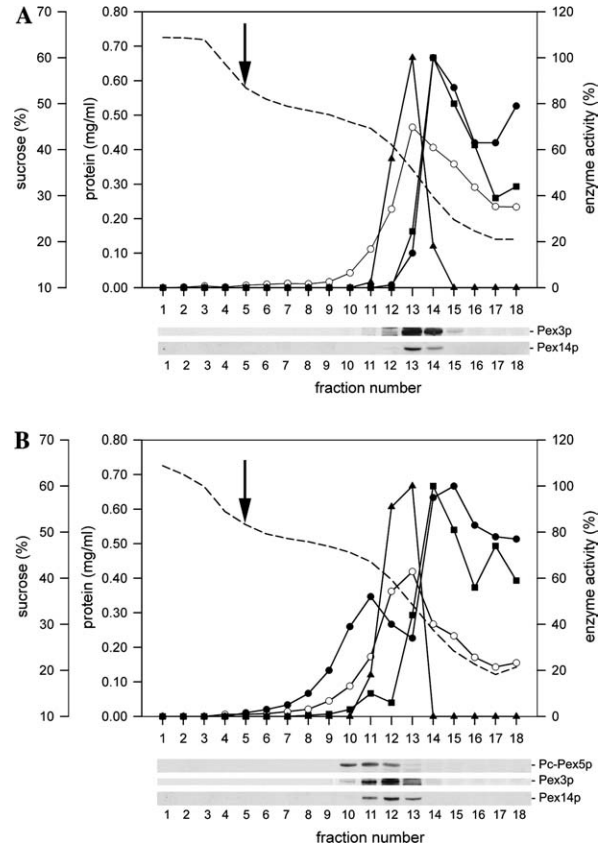 A
70 0.80 120
60 0.70 100
50 0.60 80
40 0.50 60
30 0.40 40
20 0.30 20
10 0.20 0
0.10
0.00
sucrose (%)
protein (mg/ml)
enzyme activity (%)
1 2 3 4 5 6 7 8 9 10 11 12 13 14 15 16 17 18
- Pex3p
- Pex14p
1 2 3 4 5 6 7 8 9 10 11 12 13 14 15 16 17 18
fraction number
B
70 0.80 120
60 0.70 100
50 0.60 80
40 0.50 60
30 0.40 40
20 0.30 20
10 0.20 0
0.10
0.00
sucrose (%)
protein (mg/ml)
enzyme activity (%)
1 2 3 4 5 6 7 8 9 10 11 12 13 14 15 16 17 18
- Pc-Pex5p
- Pex3p
- Pex14p
1 2 3 4 5 6 7 8 9 10 11 12 13 14 15 16 17 18
fraction number